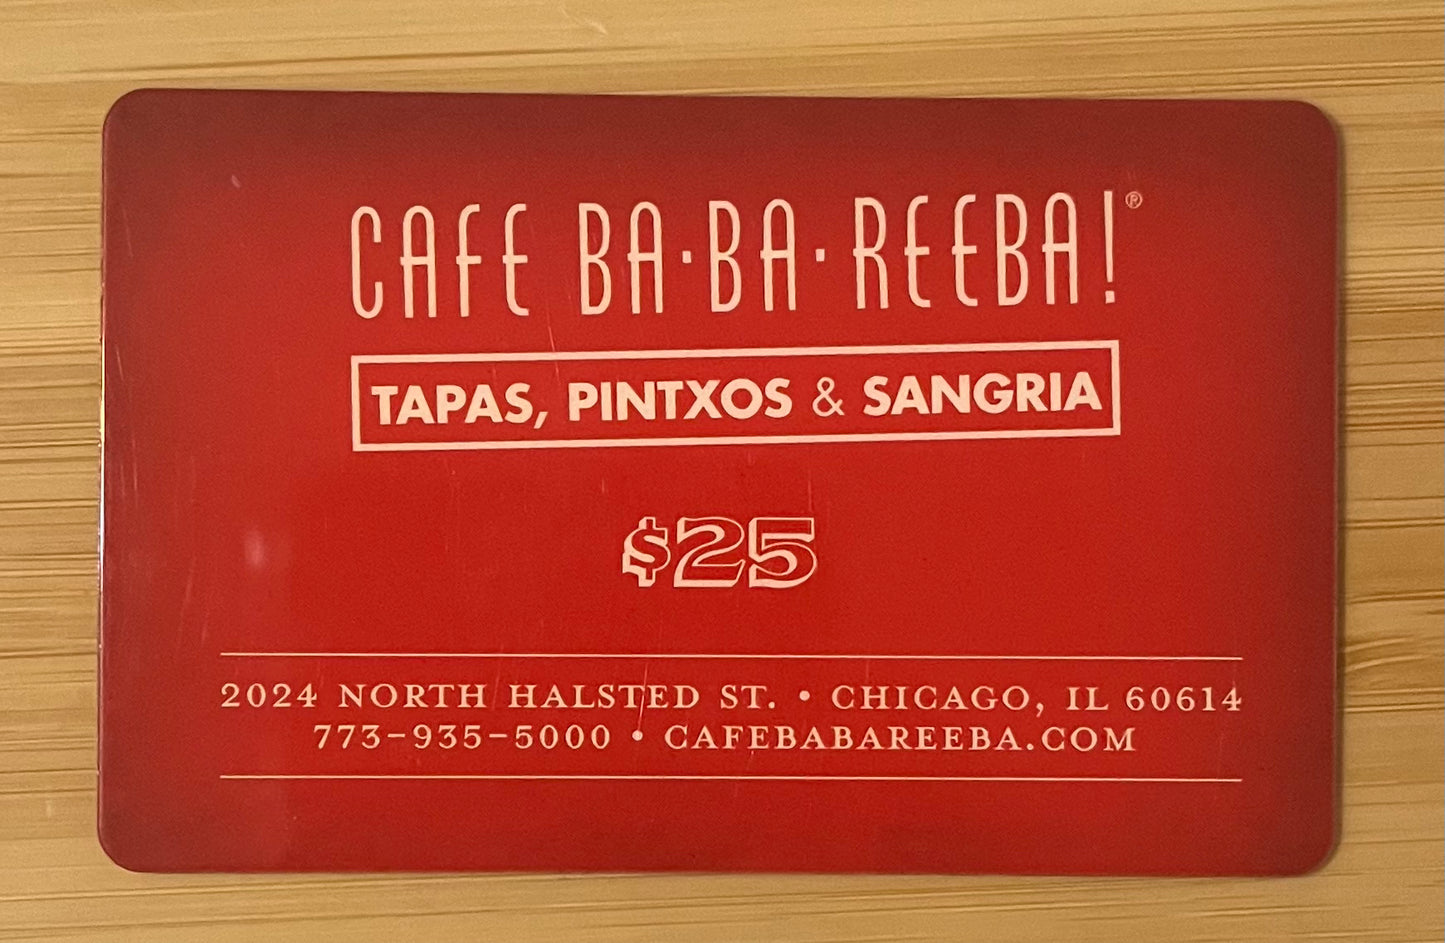 CAFE BA·BA·REEBA!®
TAPAS, PINTXOS & SANGRIA
$25
2024 NORTH HALSTED ST. • CHICAGO, IL 60614
773-935-5000 • CAFEBABAREEBA.COM